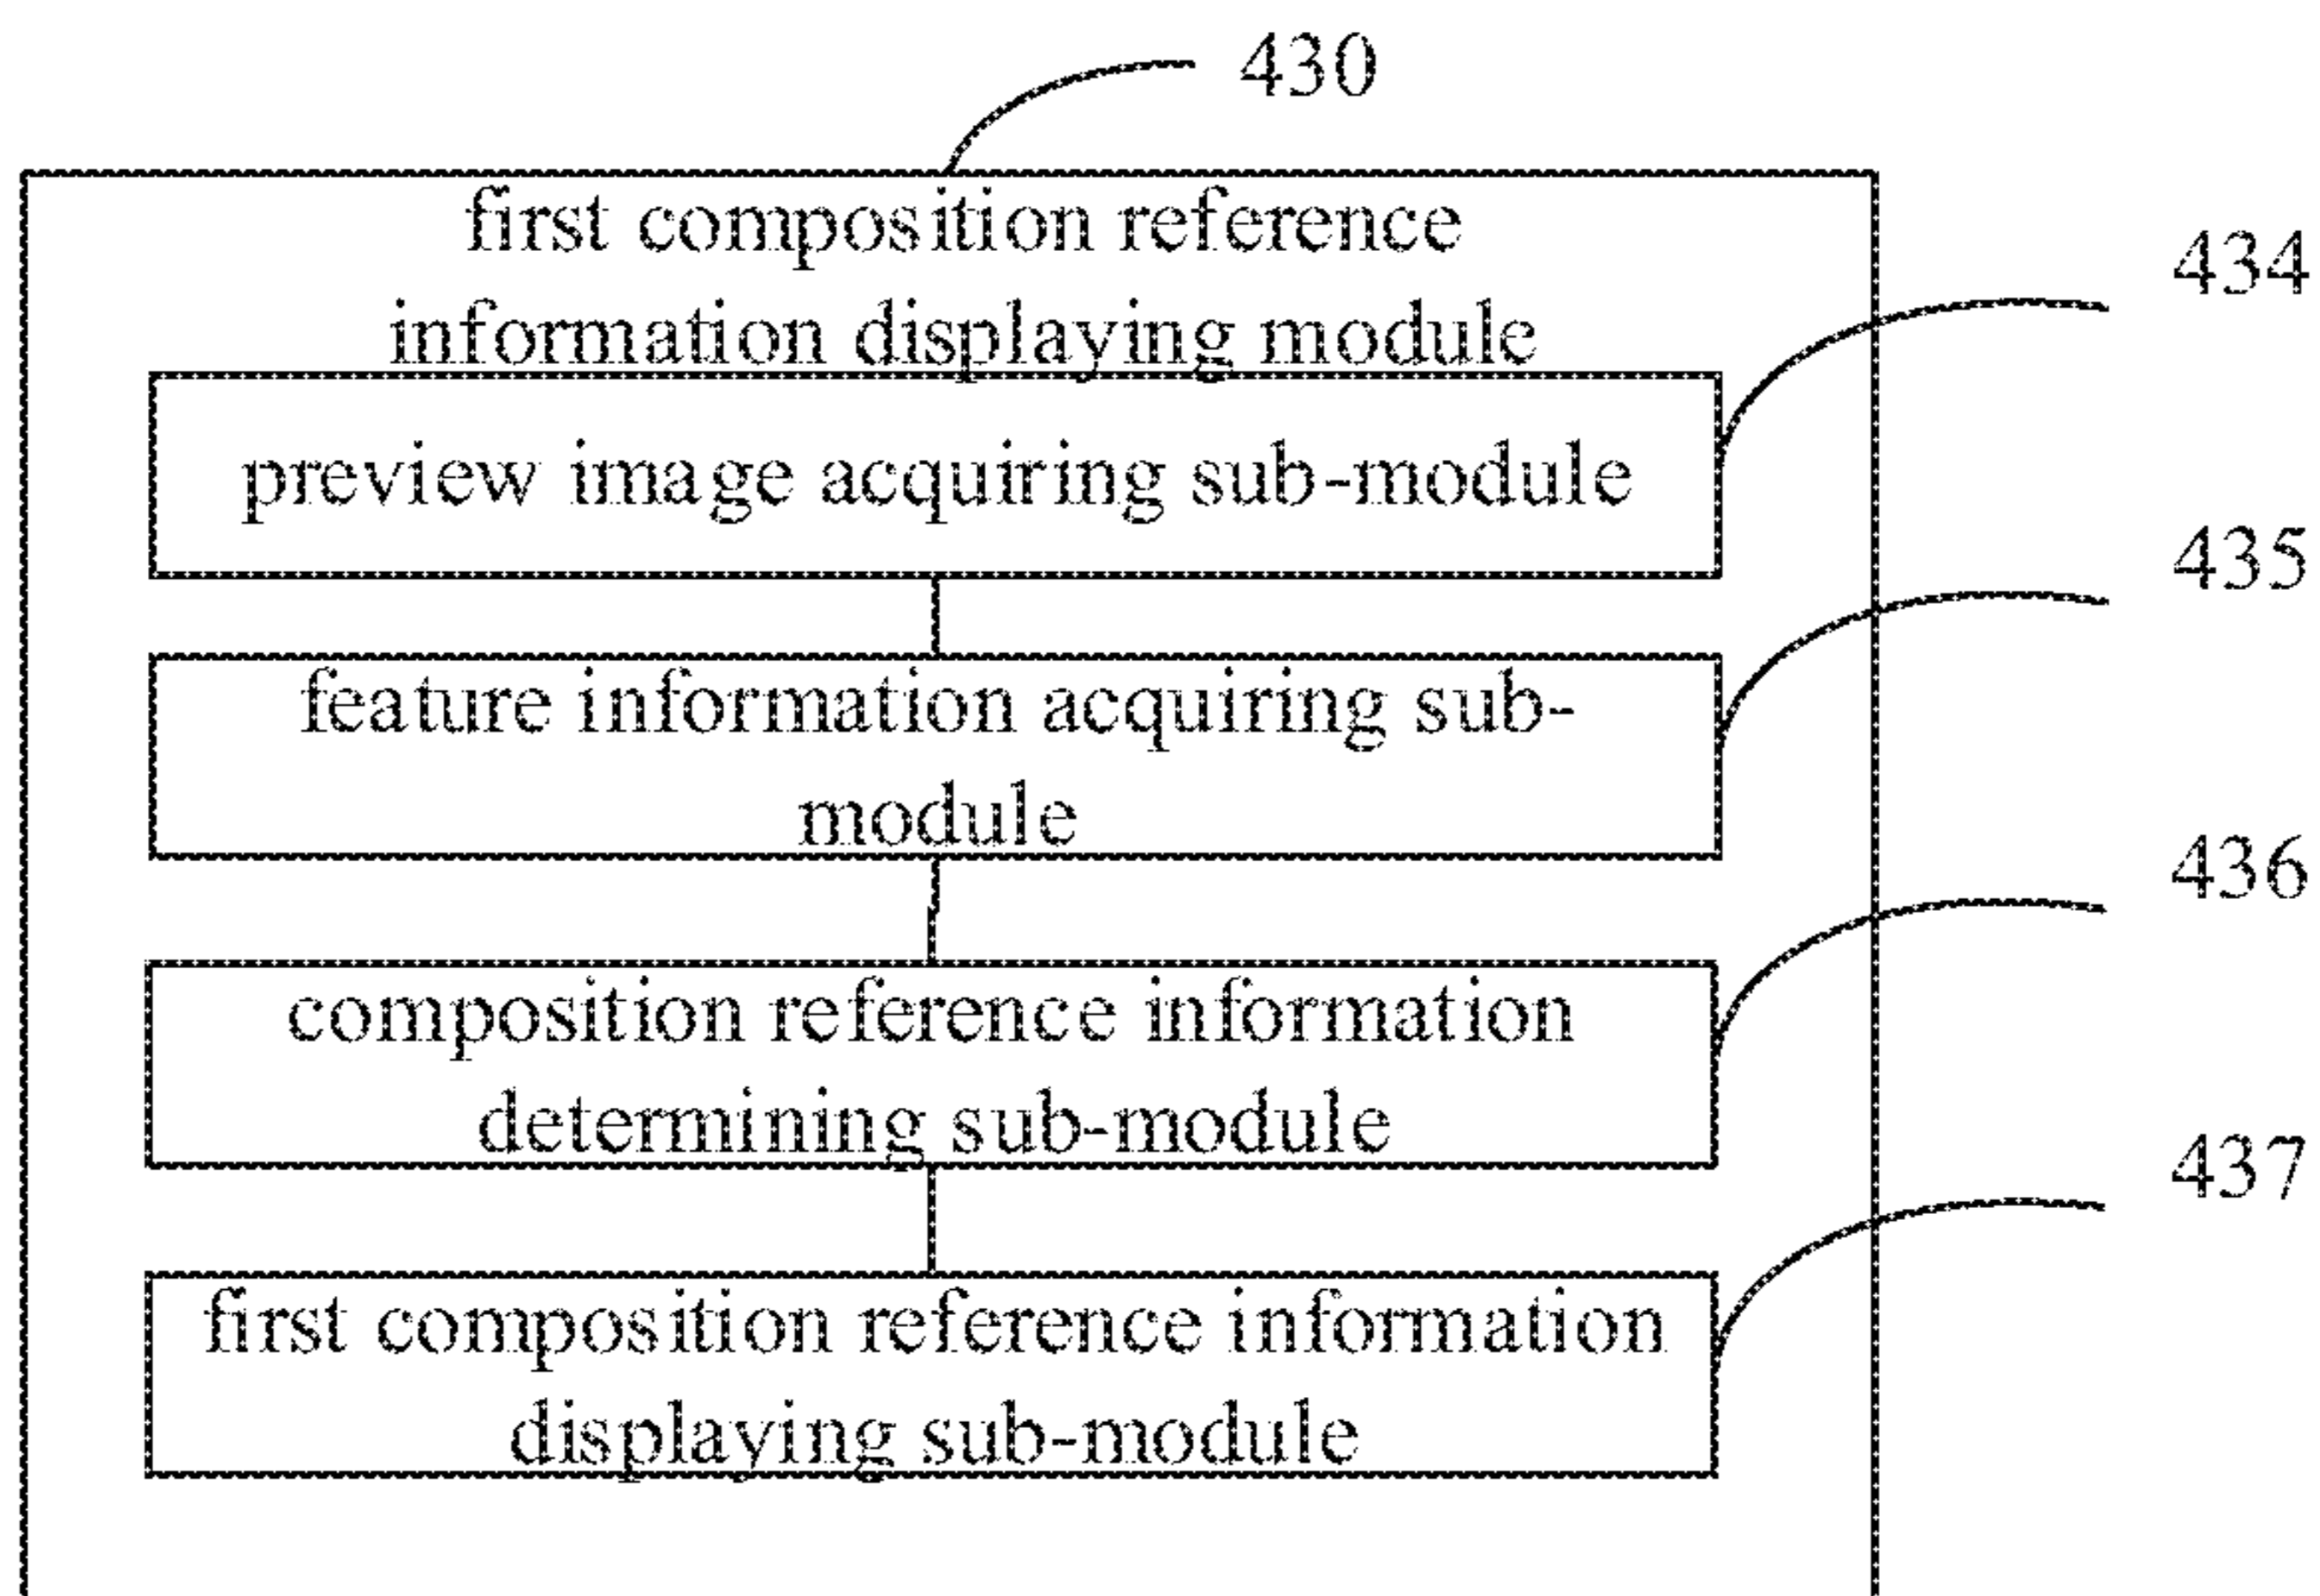 430
first composition reference
information displaying module
434
preview image acquiring sub-module
435
feature information acquiring sub-
module
436
composition reference information
determining sub-module
437
first composition reference information
displaying sub-module